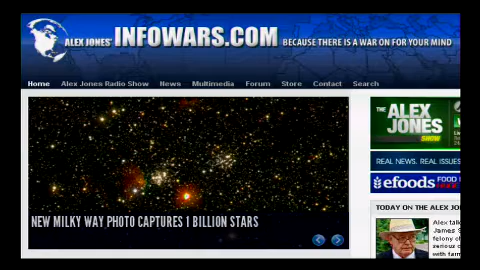 ALEX JONES' INFOWARS.COM BECAUSE THERE IS A WAR ON FOR YOUR MIND
Home Alex Jones Radio Show News Multimedia Forum Store Contact Search
NEW MILKY WAY PHOTO CAPTURES 1 BILLION STARS
THE
ALEX
JONES
SHOW
REAL NEWS. REAL ISSUES
efoods
TODAY ON THE ALEX JO
Alex talk
James S
felony c
serious c
with farm